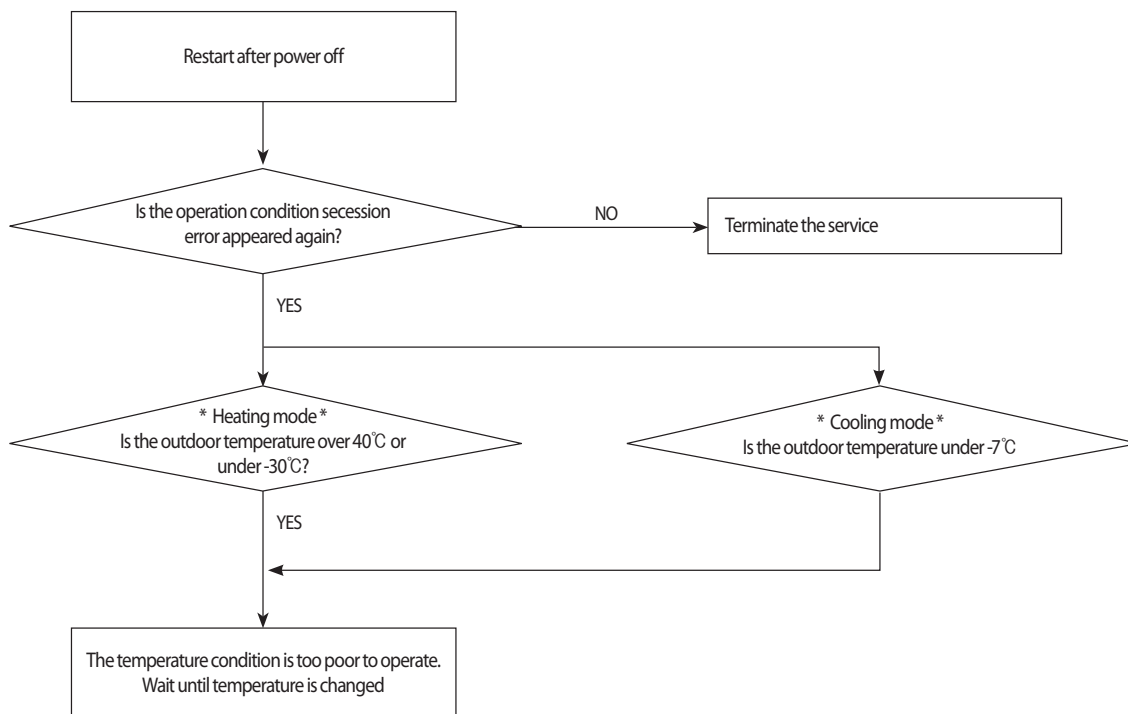 Restart after power off
Is the operation condition secession
error appeared again?
NO
Terminate the service
YES
* Heating mode *
Is the outdoor temperature over 40℃ or
under -30℃?
* Cooling mode *
Is the outdoor temperature under -7℃
YES
The temperature condition is too poor to operate.
Wait until temperature is changed